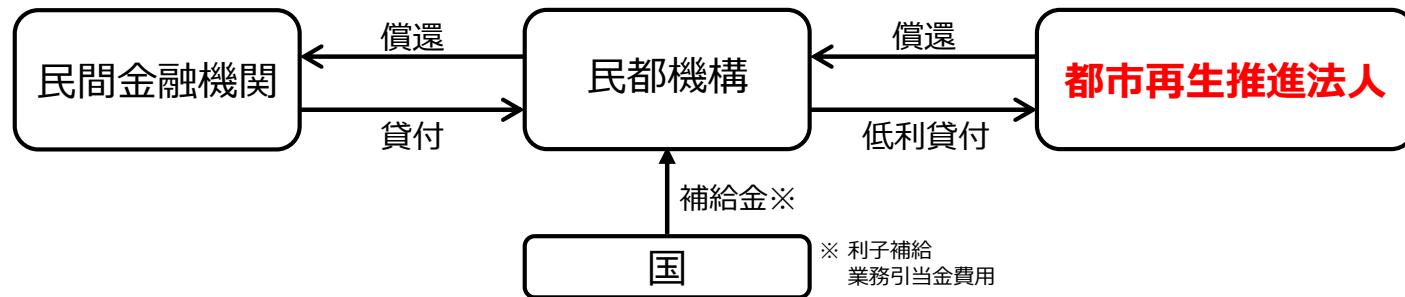 償還
償還
民間金融機関
民都機構
都市再生推進法人
貸付
低利貸付
補給金※
国
※ 利子補給
業務引当金費用